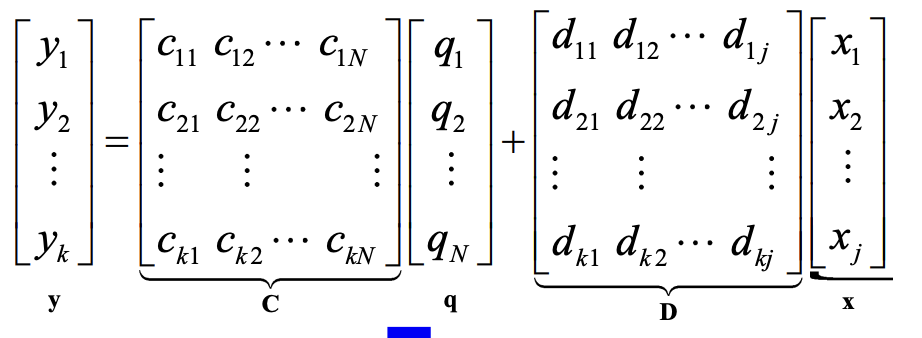 [y₁ y₂ ⋮ y_k] = [c₁₁ c₁₂ ⋯ c₁N; c₂₁ c₂₂ ⋯ c₂N; ⋮ ⋮ ⋮; c_k1 c_k2 ⋯ c_kN] [q₁ q₂ ⋮ q_N] + [d₁₁ d₁₂ ⋯ d₁j; d₂₁ d₂₂ ⋯ d₂j; ⋮ ⋮ ⋮; d_k1 d_k2 ⋯ d_kj] [x₁ x₂ ⋮ x_j]
y C q D x